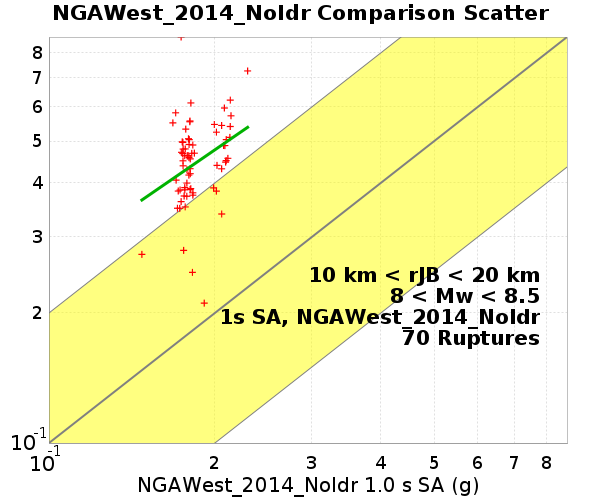 NGAWest_2014_NoIdr Comparison Scatter
8
7
6
5
4
3
2
10-1
10 km < rJB < 20 km
8 < Mw < 8.5
1s SA, NGAWest_2014_NoIdr
70 Ruptures
10-1
2 3 4 5 6 7 8
NGAWest_2014_NoIdr 1.0 s SA (g)